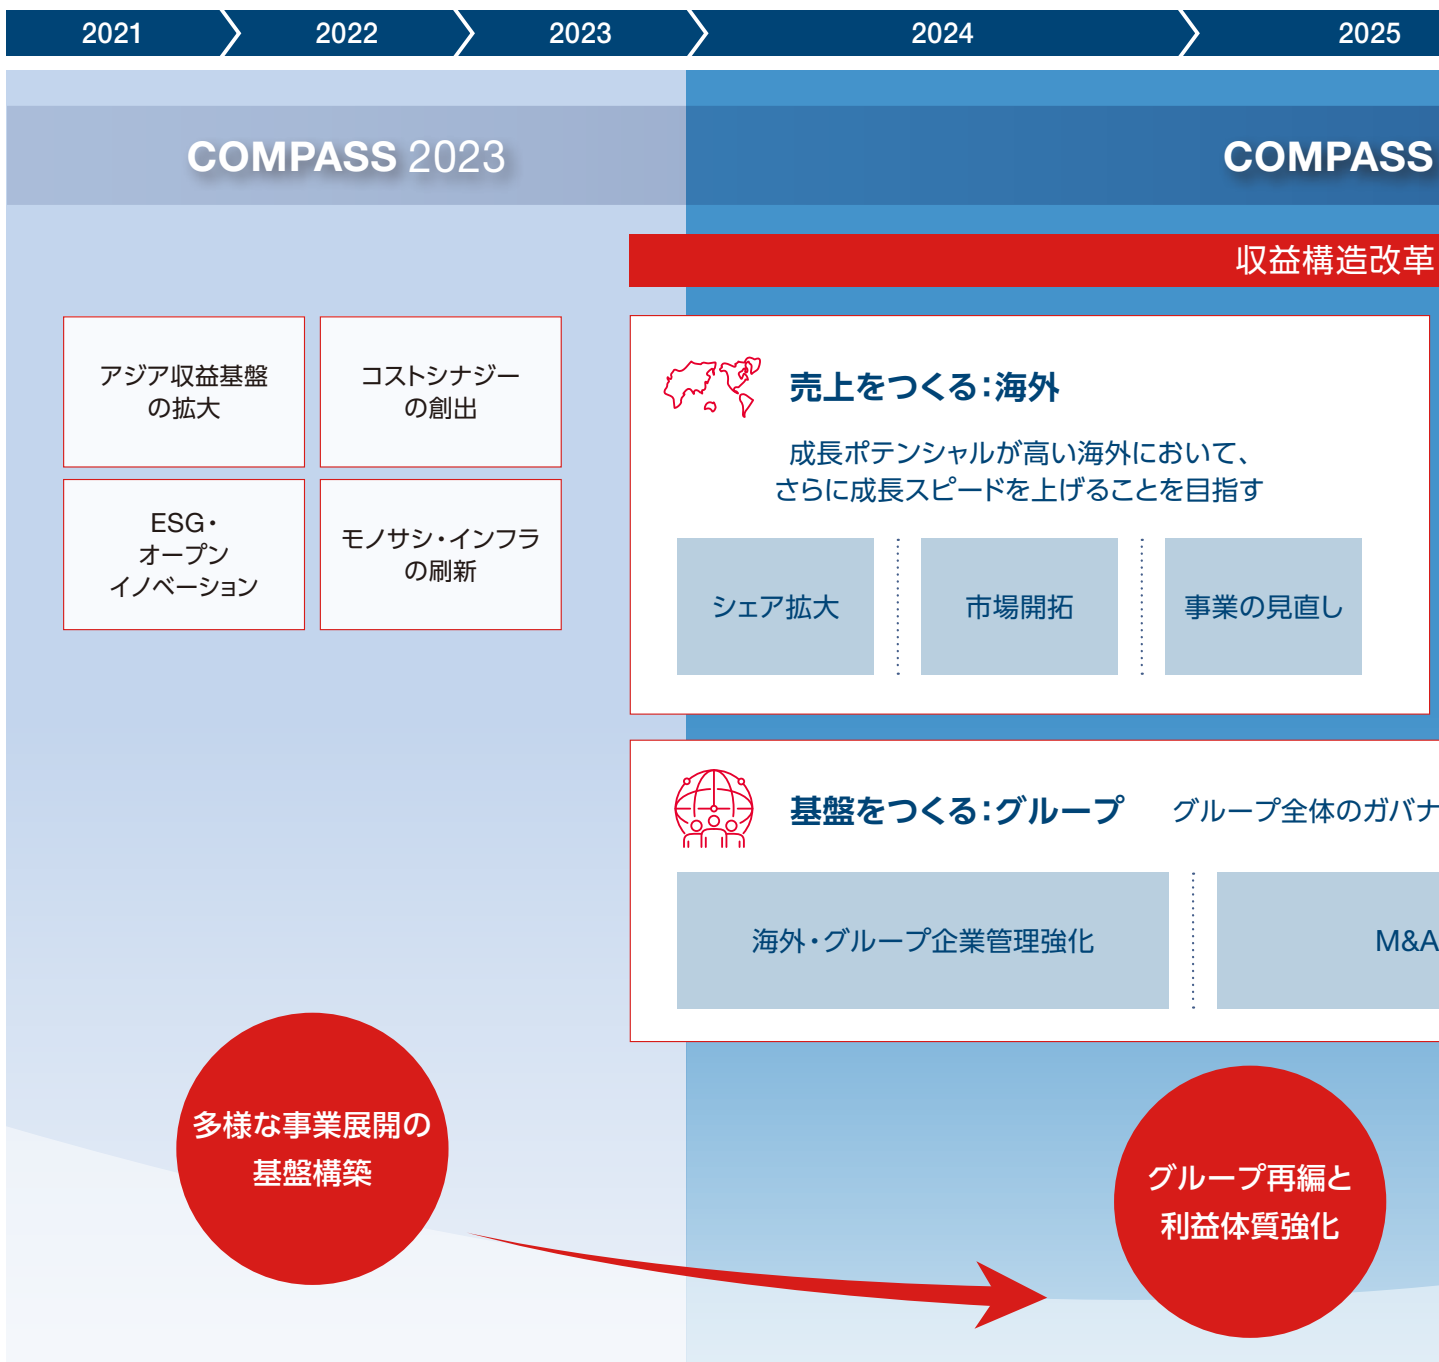 2021
2022
2023
2024
2025
COMPASS 2023
COMPASS
収益構造改革
アジア収益基盤
の拡大
コストシナジー
の創出
ESG・
オープン
イノベーション
モノサシ・インフラ
の刷新
売上をつくる：海外
成長ポテンシャルが高い海外において、
さらに成長スピードを上げることを目指す
シェア拡大
市場開拓
事業の見直し
基盤をつくる：グループ
グループ全体のガバナ
海外・グループ企業管理強化
M&A
多様な事業展開の
基盤構築
グループ再編と
利益体質強化